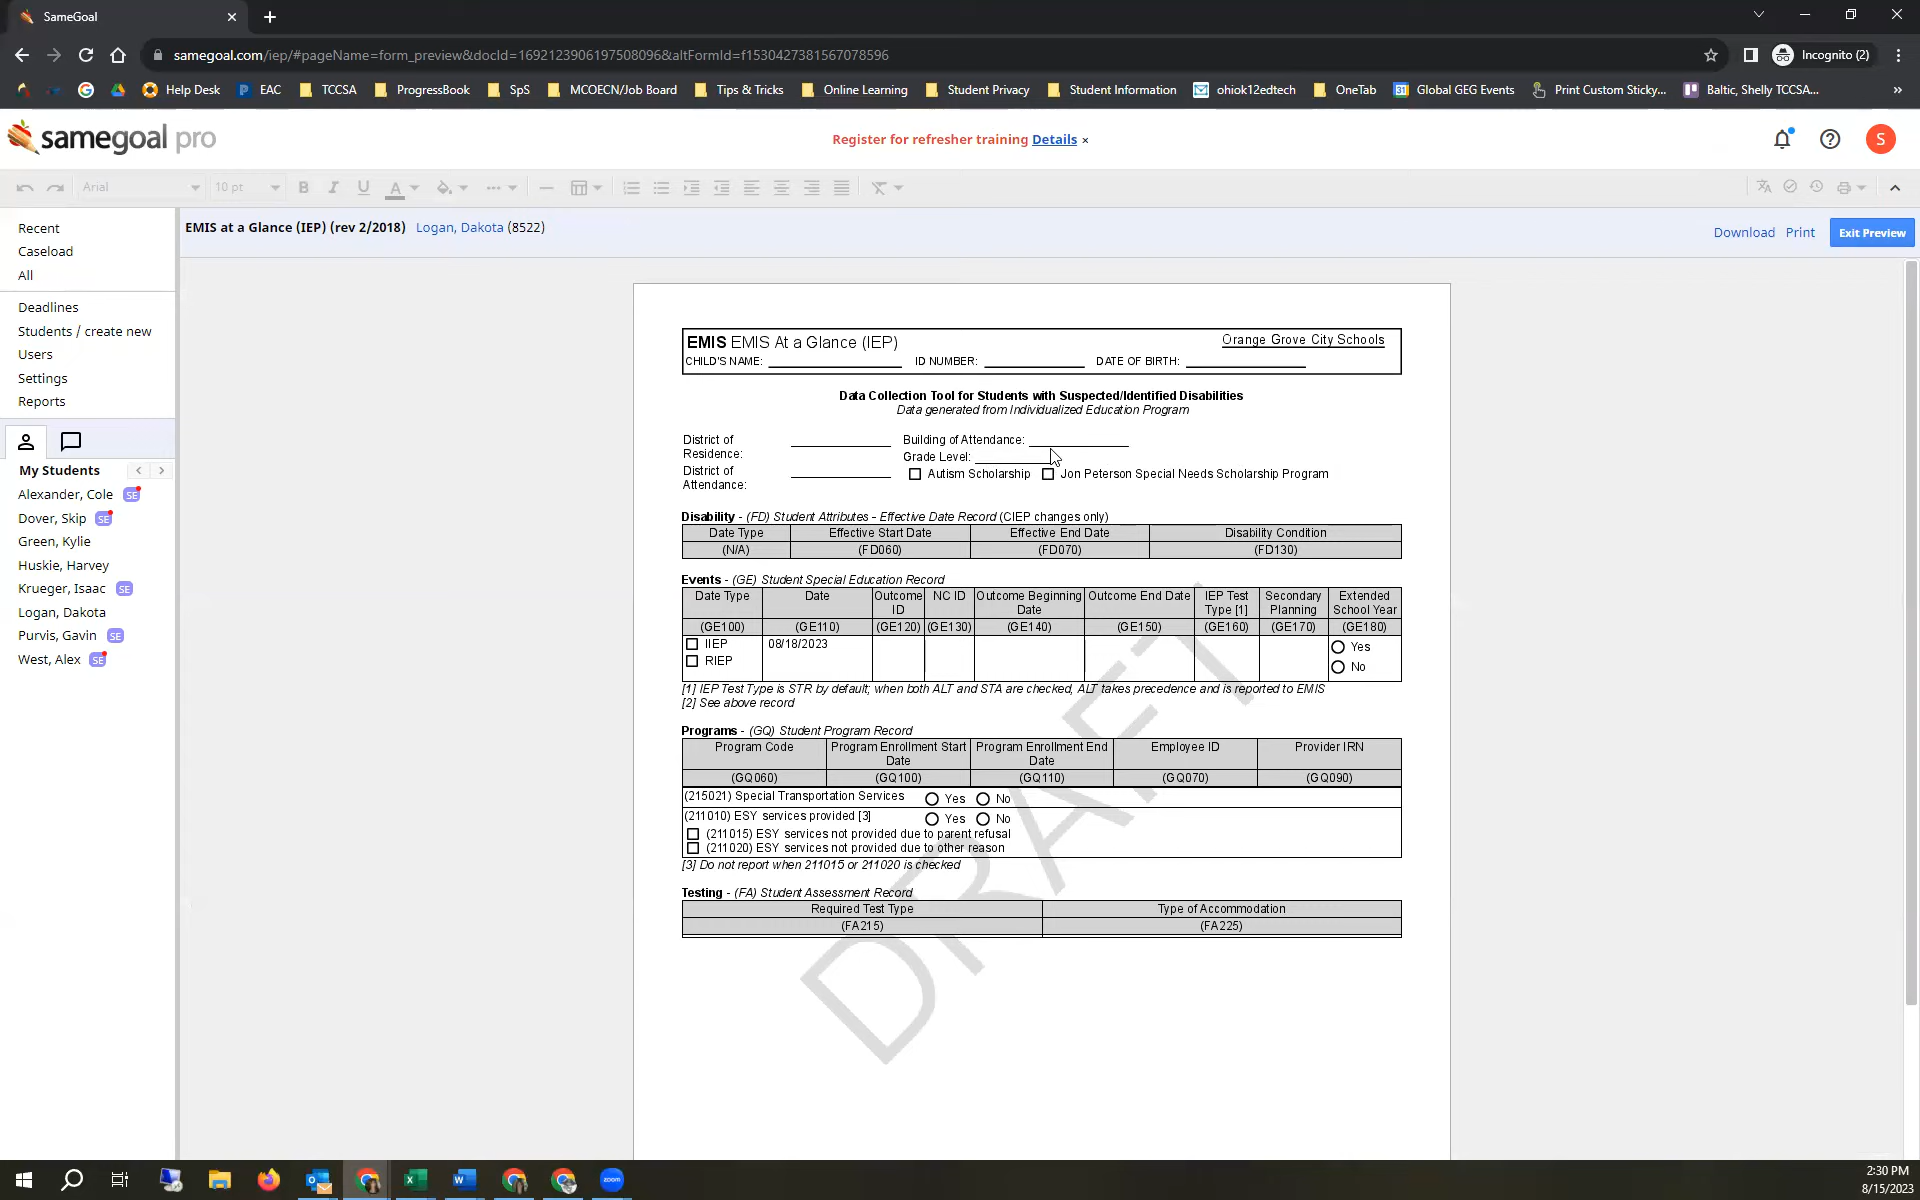 SameGoal
samegoal.com/iep/#pageName=form_preview&docId=1692123906197508096&altFormId=f1530427381567078596
Incognito (2)
Help Desk EAC TCCSA ProgressBook SpS MCOECN/Job Board Tips & Tricks Online Learning Student Privacy Student Information ohiok12edtech OneTab Global GEG Events Print Custom Sticky... Baltic, Shelly TCCSA... »
samegoal pro
Register for refresher training Details ×
S
Arial 10 pt B I U A
Recent
Caseload
All
Deadlines
Students / create new
Users
Settings
Reports
My Students
Alexander, Cole SE
Dover, Skip SE
Green, Kylie
Huskie, Harvey
Krueger, Isaac SE
Logan, Dakota
Purvis, Gavin SE
West, Alex SE
EMIS at a Glance (IEP) (rev 2/2018) Logan, Dakota (8522)
Download Print Exit Preview
EMIS EMIS At a Glance (IEP) Orange Grove City Schools
CHILD'S NAME: ID NUMBER: DATE OF BIRTH:
Data Collection Tool for Students with Suspected/Identified Disabilities
Data generated from Individualized Education Program
District of Residence: Building of Attendance:
Grade Level:
District of Attendance: Autism Scholarship Jon Peterson Special Needs Scholarship Program
Disability - (FD) Student Attributes - Effective Date Record (CIEP changes only)
Date Type Effective Start Date Effective End Date Disability Condition
(N/A) (FD060) (FD070) (FD130)
Events - (GE) Student Special Education Record
Date Type Date Outcome ID NC ID Outcome Beginning Date Outcome End Date IEP Test Type [1] Secondary Planning Extended School Year
(GE100) (GE110) (GE120) (GE130) (GE140) (GE150) (GE160) (GE170) (GE180)
IIEP 08/18/2023 Yes
RIEP No
[1] IEP Test Type is STR by default; when both ALT and STA are checked, ALT takes precedence and is reported to EMIS
[2] See above record
Programs - (GQ) Student Program Record
Program Code Program Enrollment Start Date Program Enrollment End Date Employee ID Provider IRN
(GQ060) (GQ100) (GQ110) (GQ070) (GQ090)
(215021) Special Transportation Services Yes No
(211010) ESY services provided [3] Yes No
(211015) ESY services not provided due to parent refusal
(211020) ESY services not provided due to other reason
[3] Do not report when 211015 or 211020 is checked
Testing - (FA) Student Assessment Record
Required Test Type Type of Accommodation
(FA215) (FA225)
DRAFT
2:30 PM
8/15/2023